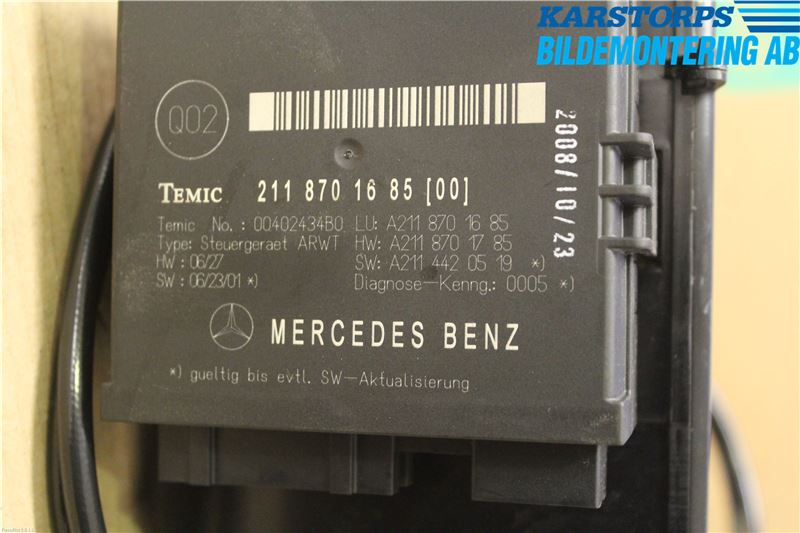 KARSTORPS
BILDEMONTERING AB
Q02
2008/10/23
TEMIC 211 870 16 85 [00]
Temic No.: 00402434B0 LU: A211 870 16 85
Type: Steuergeraet ARWT HW: A211 870 17 85
HW : 06/27 SW: A211 442 05 19 *)
SW : 06/23/01 *) Diagnose-Kenng.: 0005 *)
MERCEDES BENZ
*) gueltig bis evtl. SW-Aktualisierung